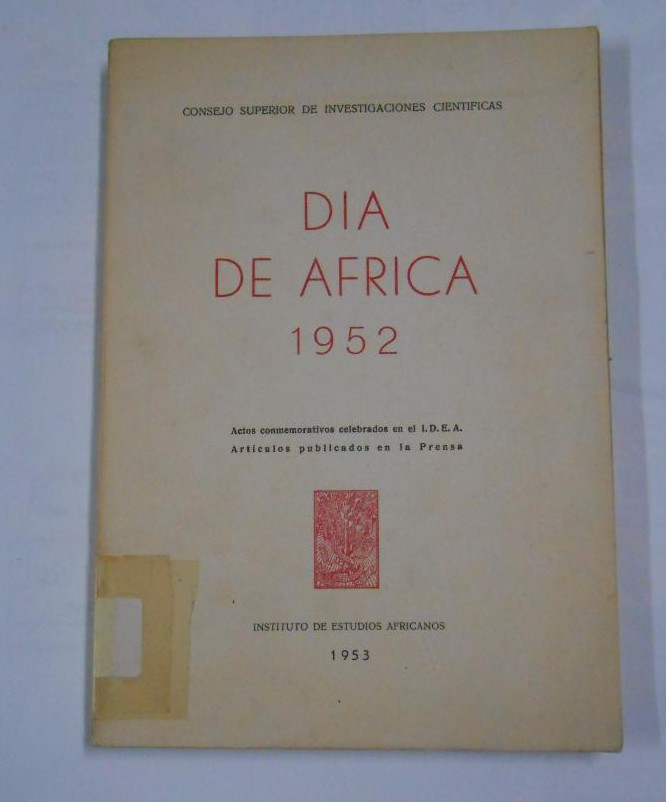 CONSEJO SUPERIOR DE INVESTIGACIONES CIENTIFICAS
DIA
DE AFRICA
1952
Actos conmemorativos celebrados en el I. D. E. A.
Artículos publicados en la Prensa
INSTITUTO DE ESTUDIOS AFRICANOS
1953